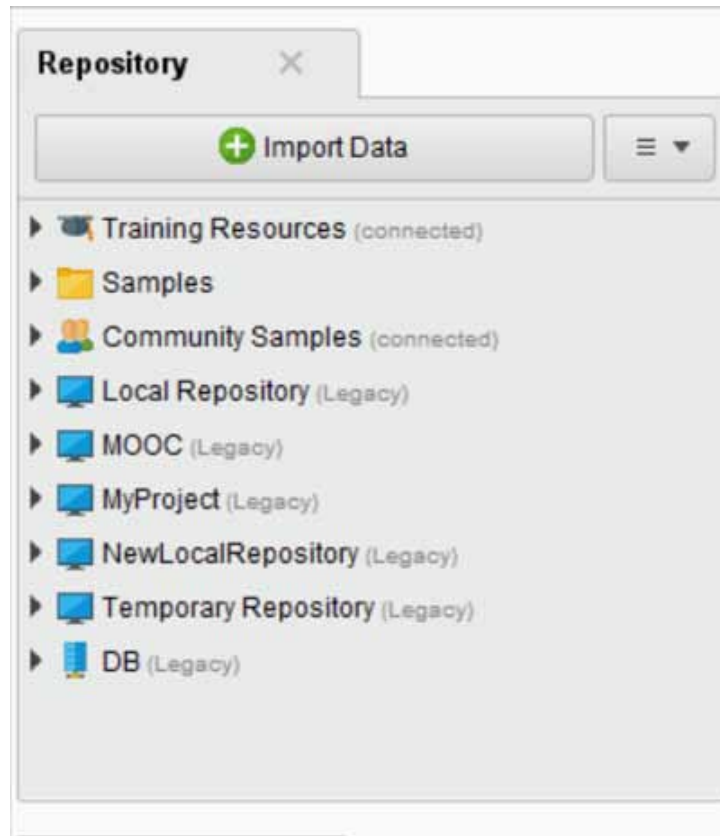 Repository
Import Data
Training Resources (connected)
Samples
Community Samples (connected)
Local Repository (Legacy)
MOOC (Legacy)
MyProject (Legacy)
NewLocalRepository (Legacy)
Temporary Repository (Legacy)
DB (Legacy)